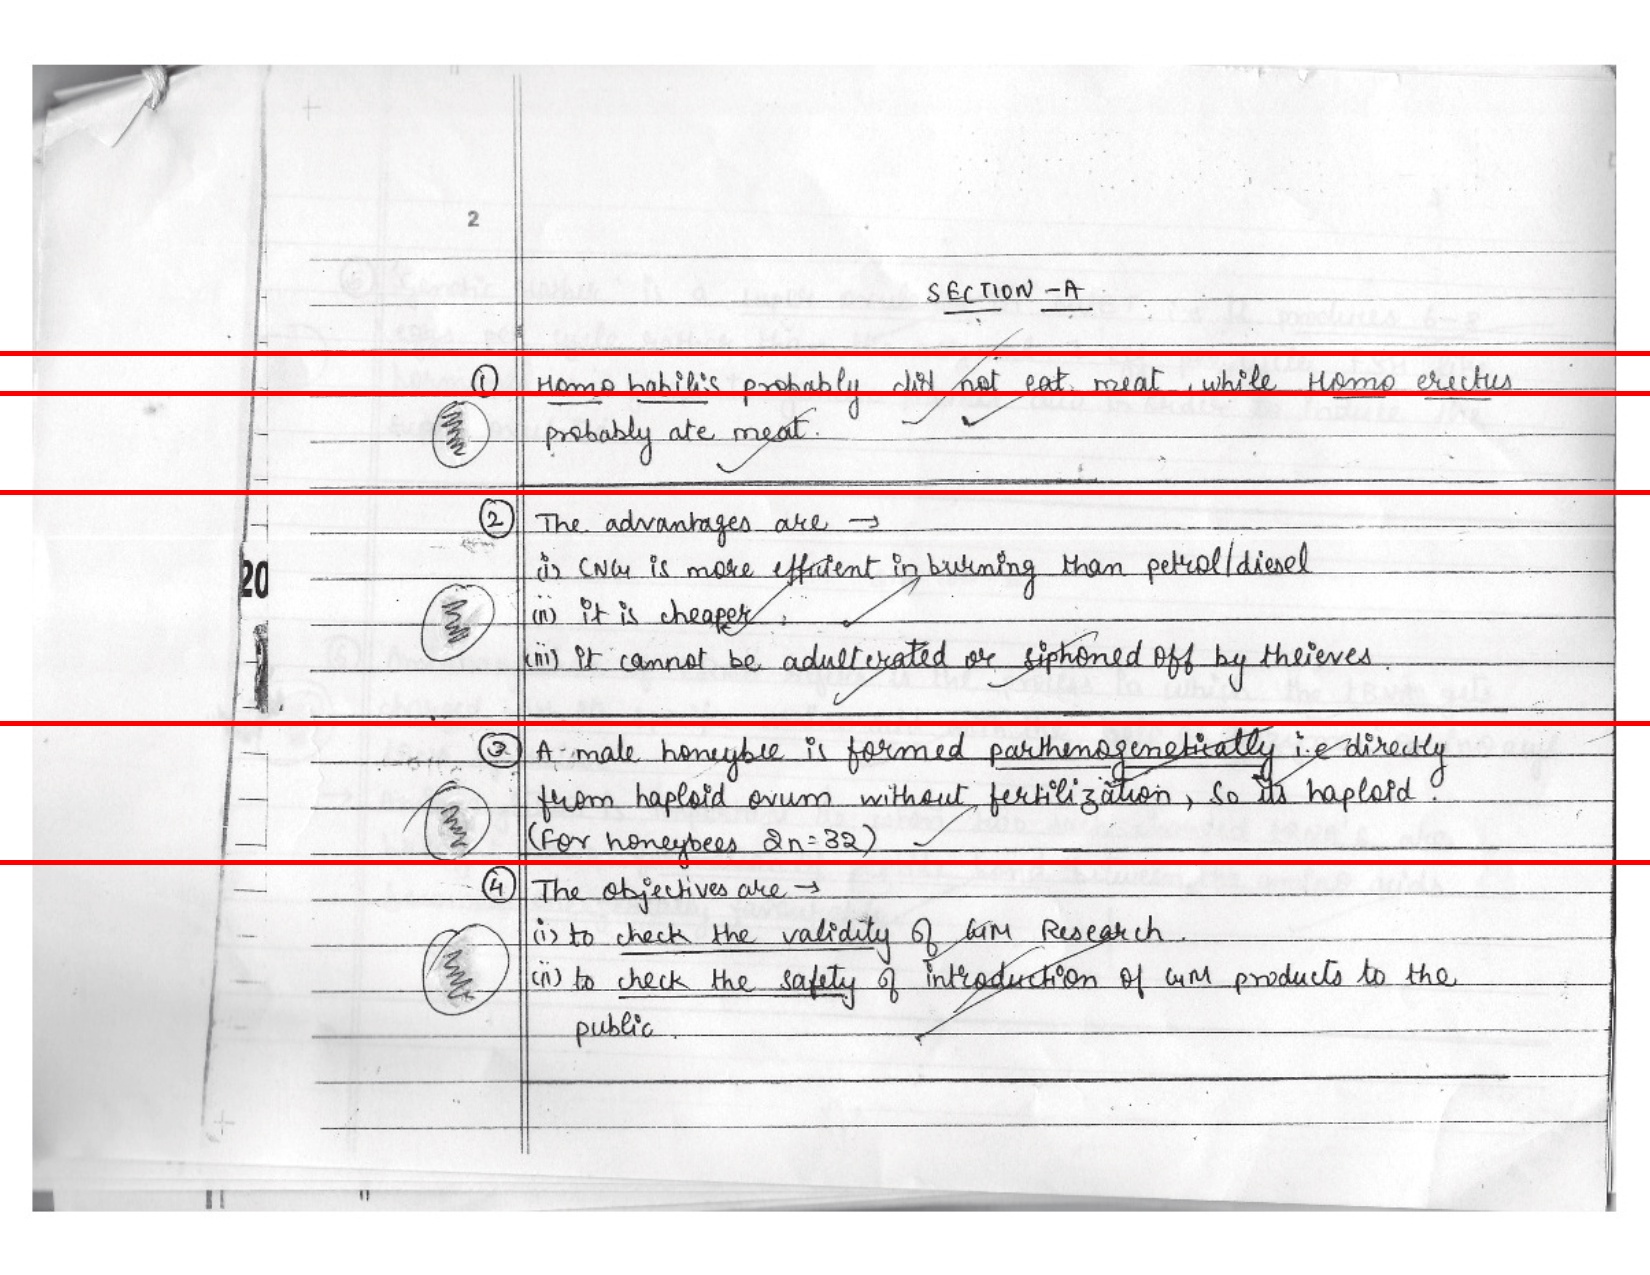 2
SECTION - A
① Homo habilis probably did not eat meat, while Homo erectus
probably ate meat.
② The advantages are →
(i) CNG is more efficient in burning than petrol/diesel
(ii) it is cheaper.
(iii) it cannot be adulterated or siphoned off by theieves.
20
③ A male honeybee is formed parthenogenetically i.e directly
from haploid ovum without fertilization, So its haploid.
(For honeybees 2n=32)
④ The objectives are →
(i) to check the validity of GM Research.
(ii) to check the safety of introduction of GM products to the
public.